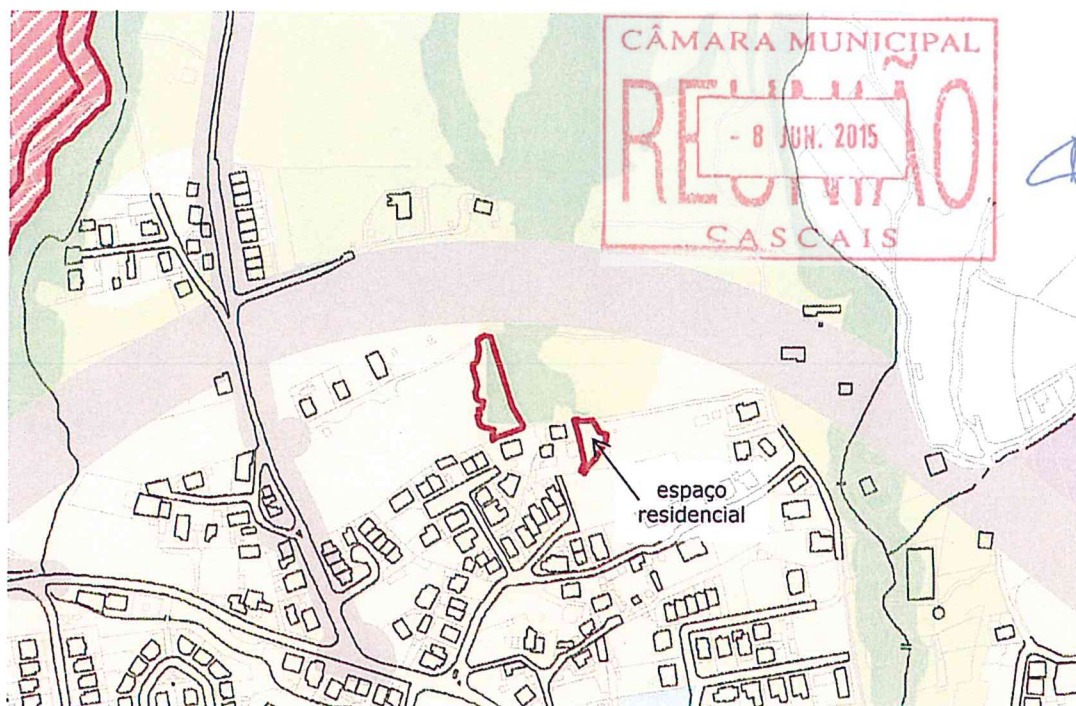 CÂMARA MUNICIPAL
REUNIÃO
- 8 JUN. 2015
CASCAIS
espaço
residencial